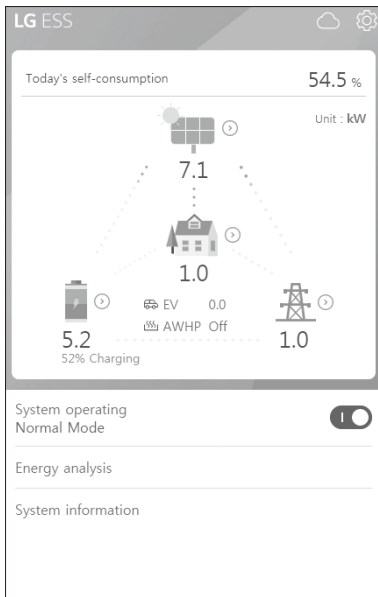 LG ESS
Today's self-consumption 54.5 %
Unit : kW
7.1
1.0
EV 0.0
AWHP Off
5.2
52% Charging
1.0
System operating
Normal Mode
Energy analysis
System information